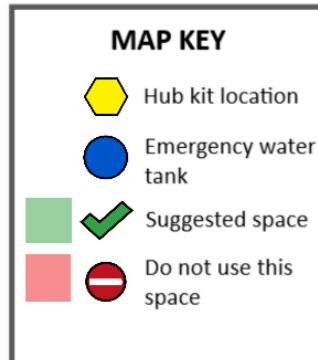 MAP KEY
Hub kit location
Emergency water
tank
Suggested space
Do not use this
space